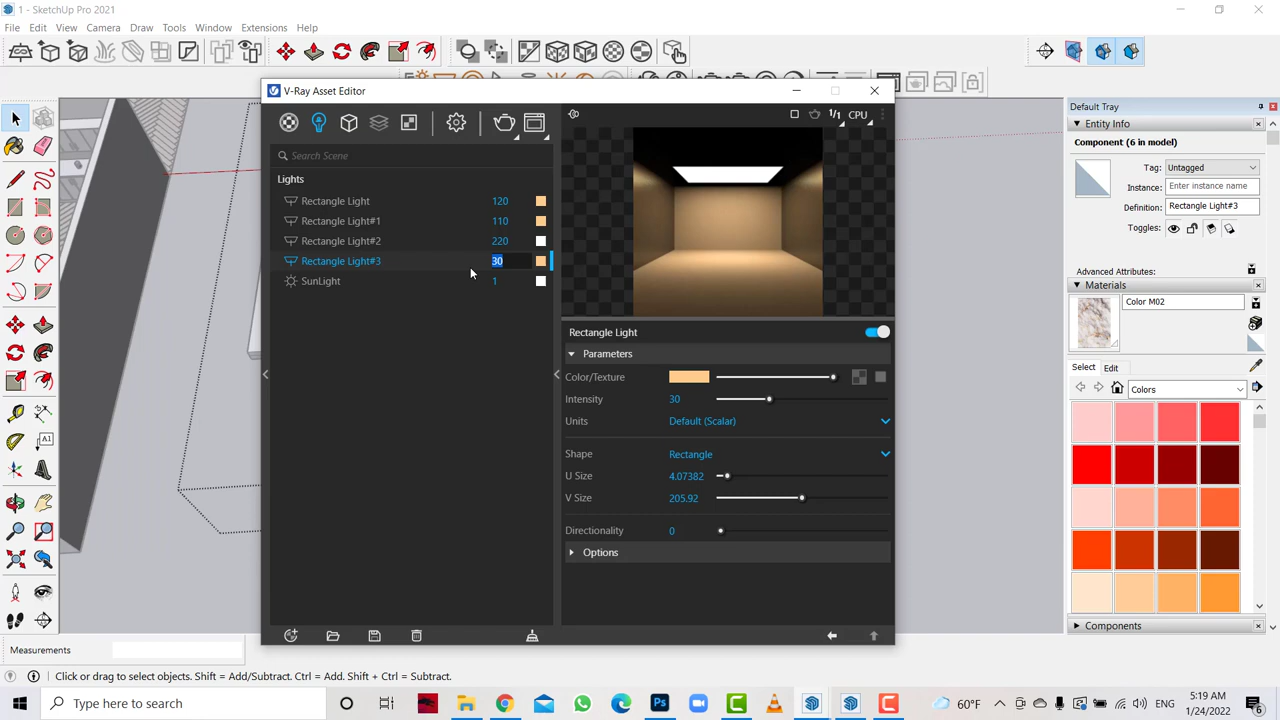 1 - SketchUp Pro 2021
File Edit View Camera Draw Tools Window Extensions Help
V-Ray Asset Editor
Default Tray
Entity Info
Component (6 in model)
Tag: Untagged
Instance: Enter instance name
Definition: Rectangle Light#3
Toggles:
Advanced Attributes:
Materials
Color M02
Select Edit
Colors
Components
1/1 CPU
Search Scene
Lights
Rectangle Light 120
Rectangle Light#1 110
Rectangle Light#2 220
Rectangle Light#3 30
SunLight 1
Rectangle Light
Parameters
Color/Texture
Intensity 30
Units Default (Scalar)
Shape Rectangle
U Size 4.07382
V Size 205.92
Directionality 0
Options
A1
Measurements
Click or drag to select objects. Shift = Add/Subtract. Ctrl = Add. Shift + Ctrl = Subtract.
Type here to search
Ps
60°F
ENG
5:19 AM
1/24/2022
6